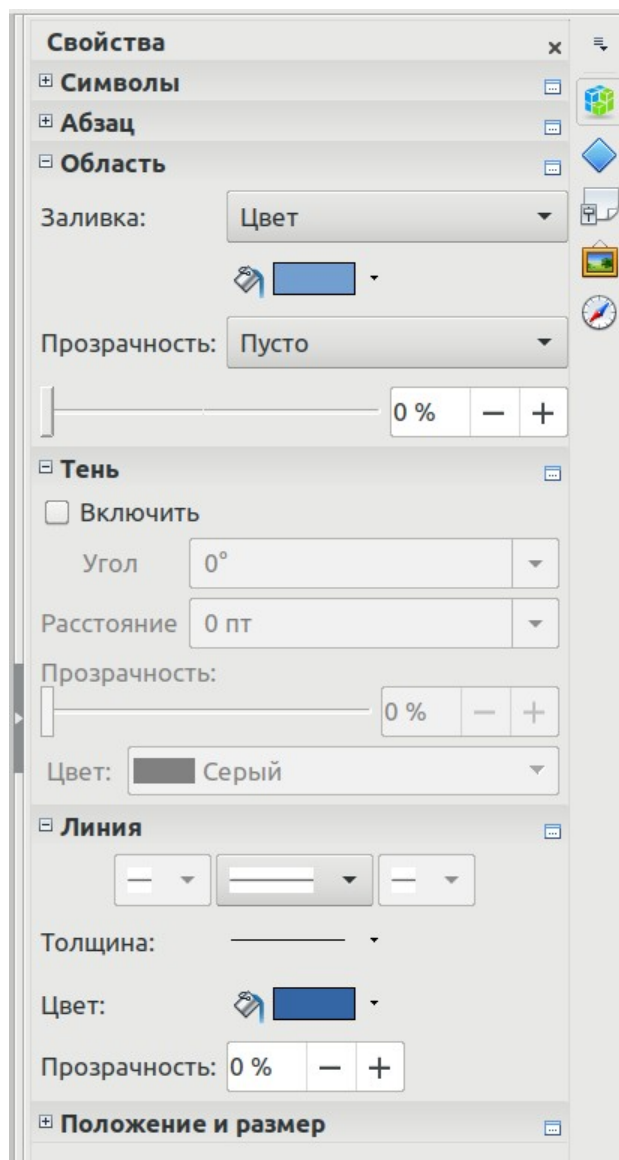 Свойства
Символы
Абзац
Область
Заливка: Цвет
Прозрачность: Пусто
0 %
Тень
Включить
Угол 0°
Расстояние 0 пт
Прозрачность:
0 %
Цвет: Серый
Линия
Толщина:
Цвет:
Прозрачность: 0 %
Положение и размер